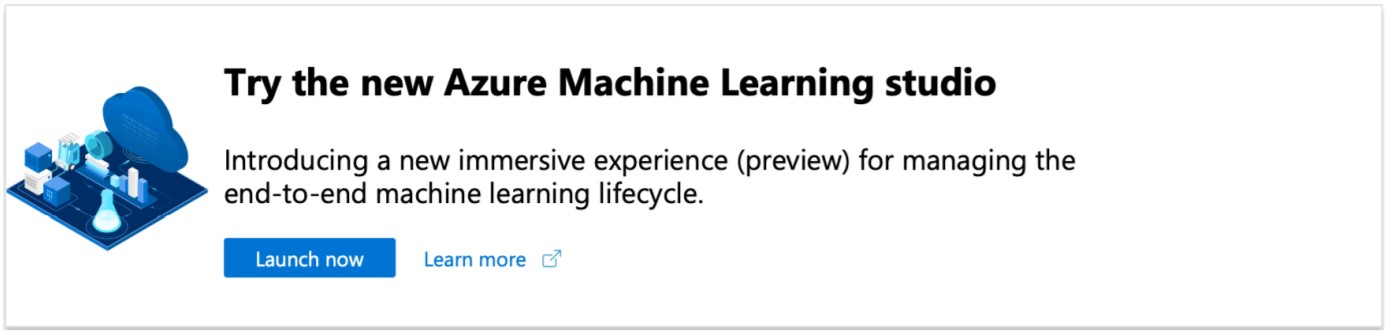 Try the new Azure Machine Learning studio
Introducing a new immersive experience (preview) for managing the
end-to-end machine learning lifecycle.
Launch now
Learn more